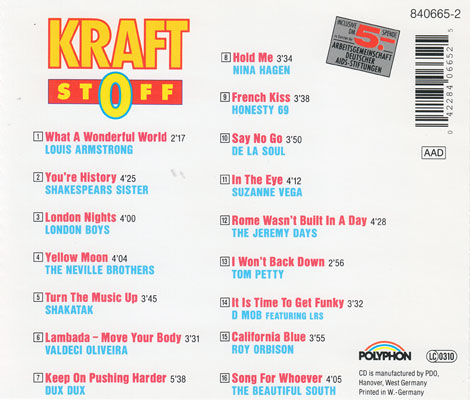 840665-2
KRAFT
STOFF
INCLUSIVE
DM 5.- SPENDE
ARBEITSGEMEINSCHAFT
DEUTSCHER
AIDS-STIFTUNGEN
0 42284 06652 5
AAD
1 What A Wonderful World 2'17
LOUIS ARMSTRONG
2 You're History 4'25
SHAKESPEARS SISTER
3 London Nights 4'00
LONDON BOYS
4 Yellow Moon 4'04
THE NEVILLE BROTHERS
5 Turn The Music Up 3'45
SHAKATAK
6 Lambada – Move Your Body 3'31
VALDECI OLIVEIRA
7 Keep On Pushing Harder 5'38
DUX DUX
8 Hold Me 3'34
NINA HAGEN
9 French Kiss 3'38
HONESTY 69
10 Say No Go 3'50
DE LA SOUL
11 In The Eye 4'12
SUZANNE VEGA
12 Rome Wasn't Built In A Day 4'28
THE JEREMY DAYS
13 I Won't Back Down 2'56
TOM PETTY
14 It Is Time To Get Funky 3'32
D MOB FEATURING LRS
15 California Blue 3'55
ROY ORBISON
16 Song For Whoever 4'05
THE BEAUTIFUL SOUTH
POLYPHON
LC 0310
CD is manufactured by PDO,
Hanover, West Germany
Printed in W.-Germany